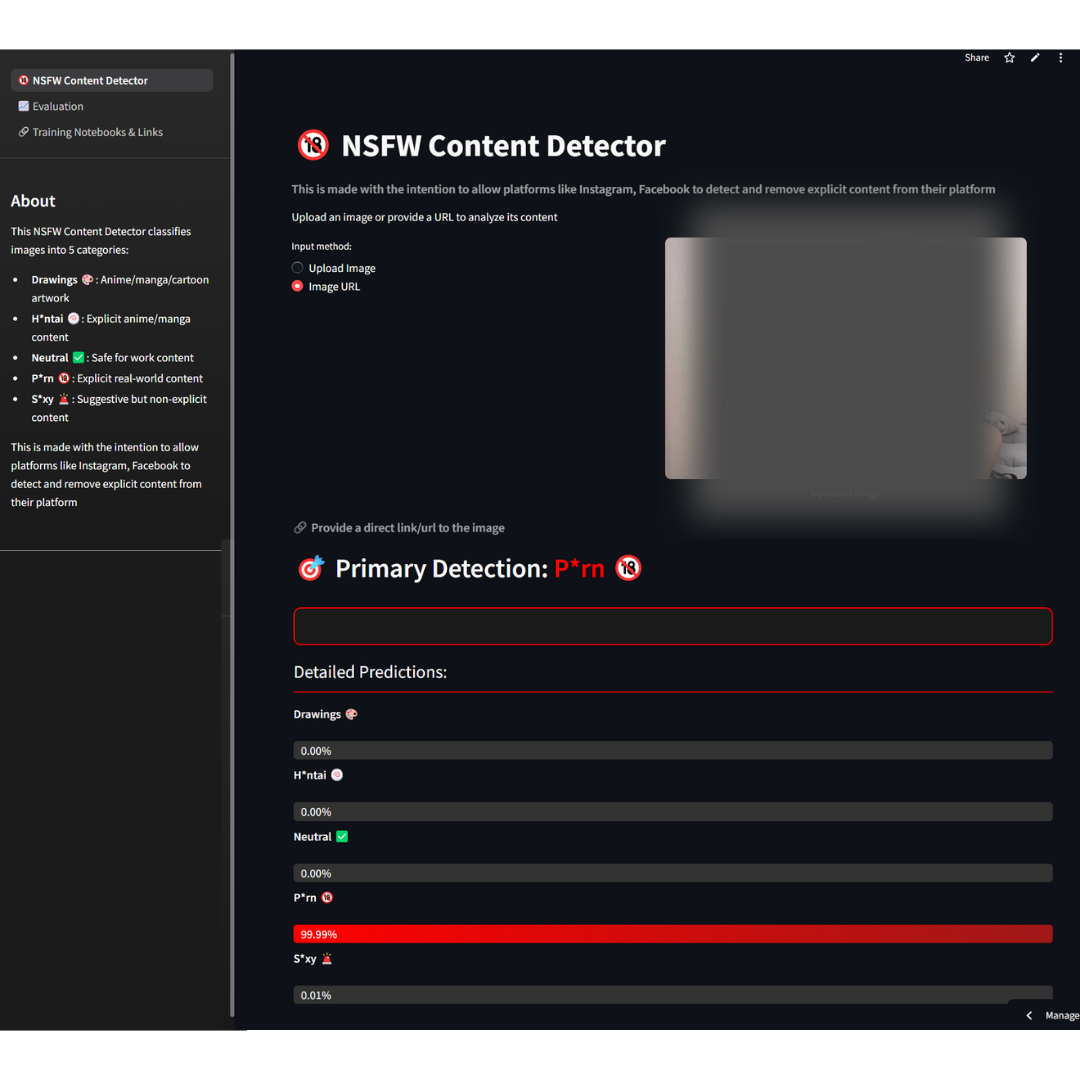 NSFW Content Detector
Evaluation
Training Notebooks & Links
About
This NSFW Content Detector classifies
images into 5 categories:
Drawings 🎨 : Anime/manga/cartoon
artwork
H*ntai 🍥 : Explicit anime/manga
content
Neutral ✅ : Safe for work content
P*rn 🔞 : Explicit real-world content
S*xy 🚨 : Suggestive but non-explicit
content
This is made with the intention to allow
platforms like Instagram, Facebook to
detect and remove explicit content from
their platform
Share
🔞 NSFW Content Detector
This is made with the intention to allow platforms like Instagram, Facebook to detect and remove explicit content from their platform
Upload an image or provide a URL to analyze its content
Input method:
Upload Image
Image URL
🔗 Provide a direct link/url to the image
🎯 Primary Detection: P*rn 🔞
Detailed Predictions:
Drawings 🎨
0.00%
H*ntai 🍥
0.00%
Neutral ✅
0.00%
P*rn 🔞
99.99%
S*xy 🚨
0.01%
Manage